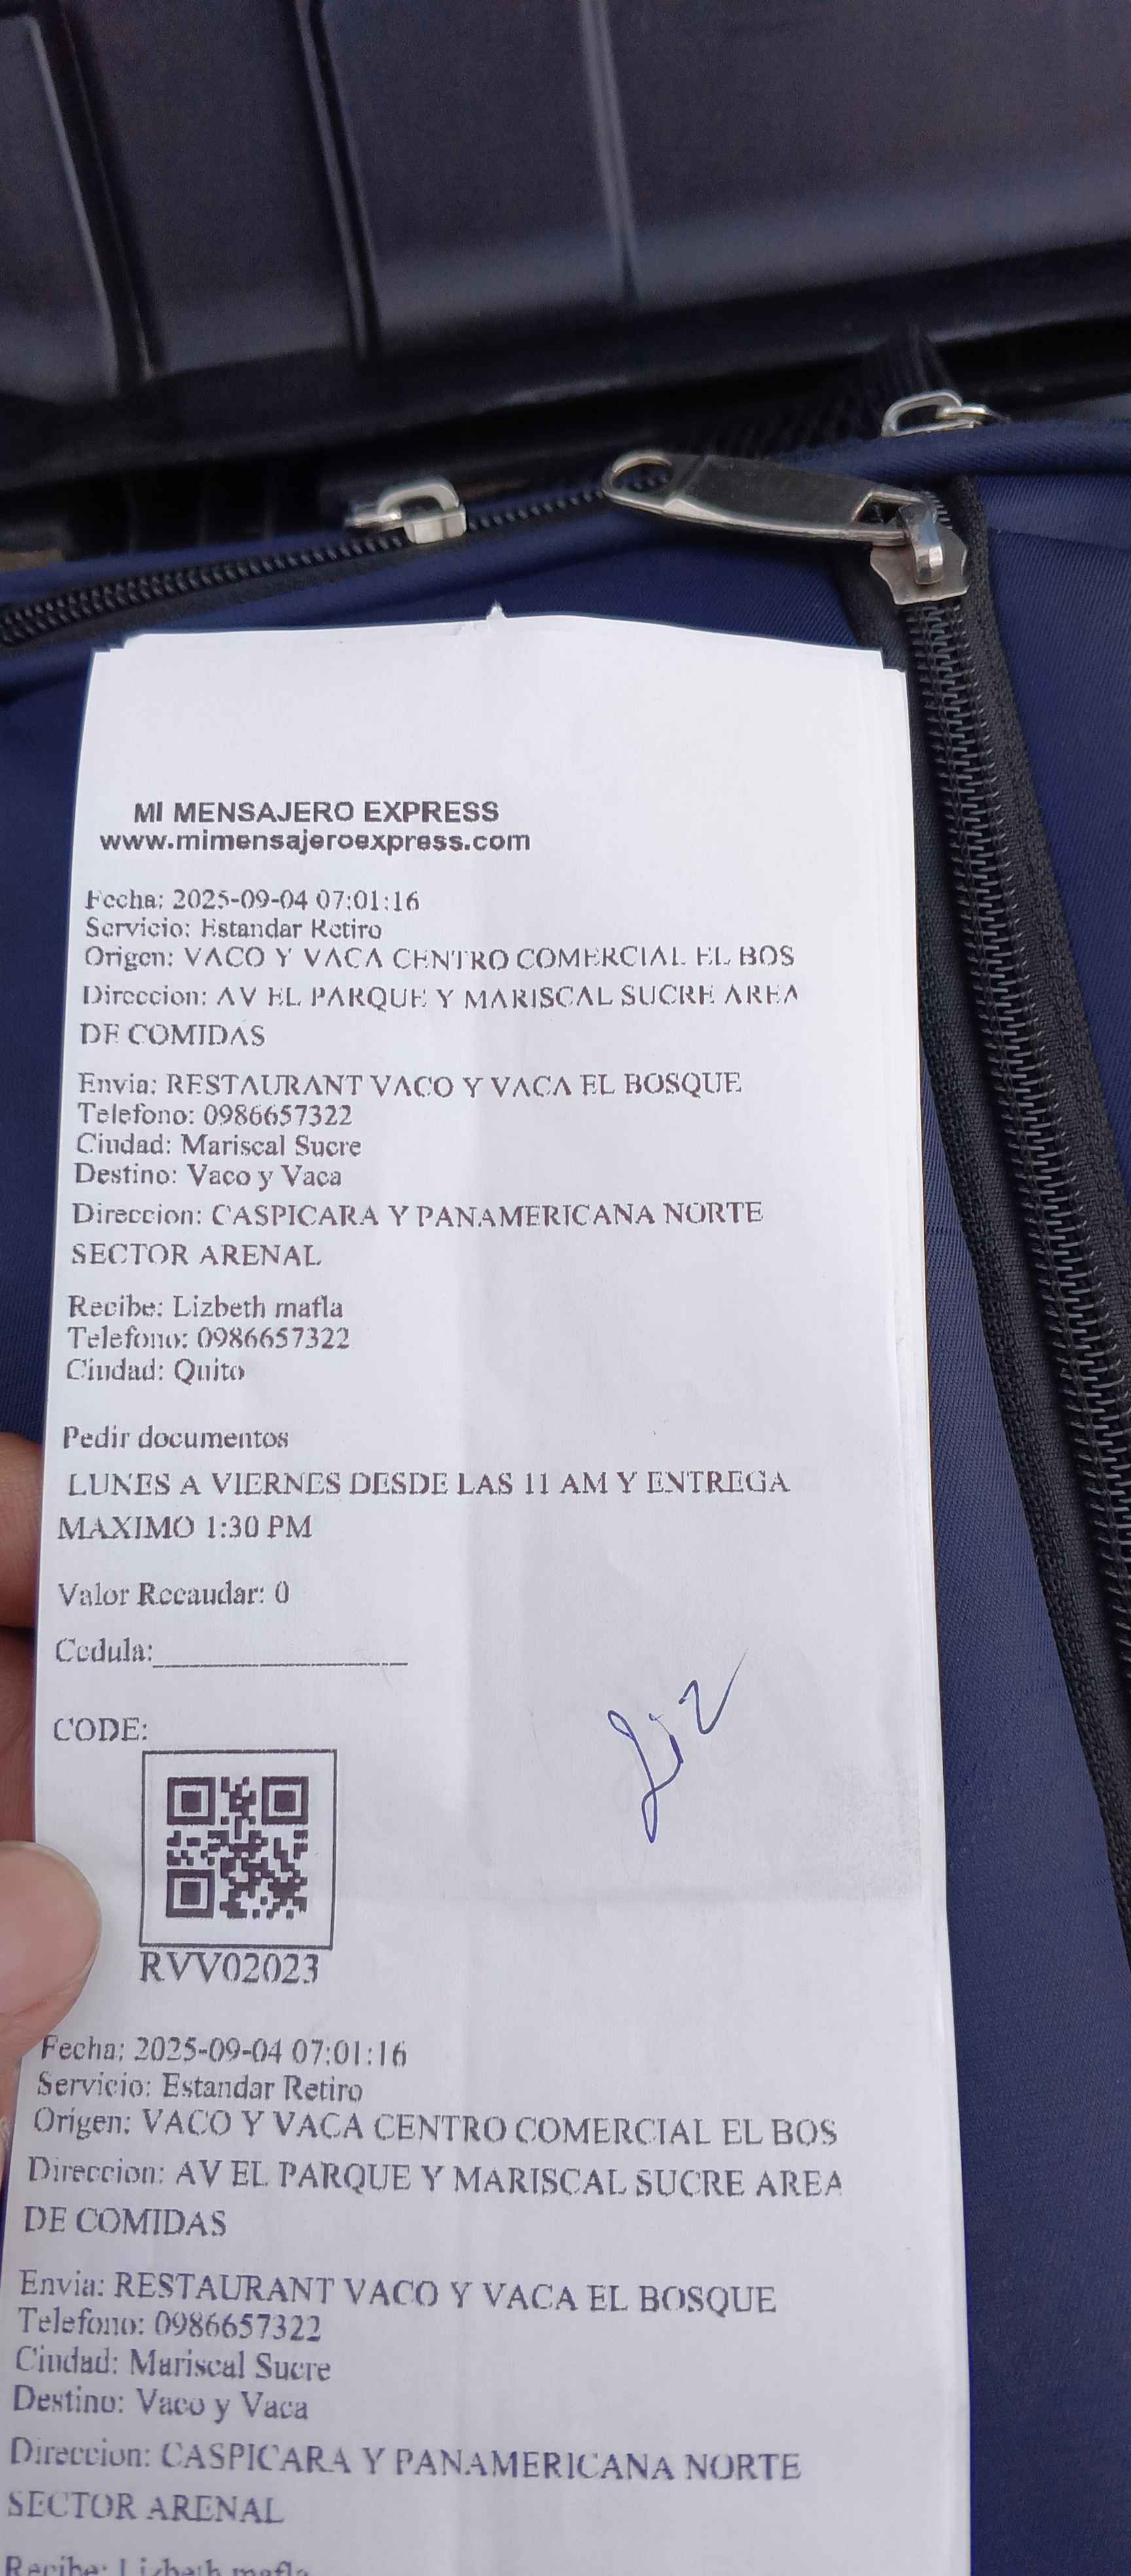 MI MENSAJERO EXPRESS
www.mimensajeroexpress.com
Fecha: 2025-09-04 07:01:16
Servicio: Estandar Retiro
Origen: VACO Y VACA CENTRO COMERCIAL EL BOS
Direccion: AV EL PARQUE Y MARISCAL SUCRE AREA
DE COMIDAS
Envia: RESTAURANT VACO Y VACA EL BOSQUE
Telefono: 0986657322
Ciudad: Mariscal Sucre
Destino: Vaco y Vaca
Direccion: CASPICARA Y PANAMERICANA NORTE
SECTOR ARENAL
Recibe: Lizbeth mafla
Telefono: 0986657322
Ciudad: Quito
Pedir documentos
LUNES A VIERNES DESDE LAS 11 AM Y ENTREGA
MAXIMO 1:30 PM
Valor Recaudar: 0
Cedula:_______________
Liz
CODE:
RVV02023
Fecha: 2025-09-04 07:01:16
Servicio: Estandar Retiro
Origen: VACO Y VACA CENTRO COMERCIAL EL BOS
Direccion: AV EL PARQUE Y MARISCAL SUCRE AREA
DE COMIDAS
Envia: RESTAURANT VACO Y VACA EL BOSQUE
Telefono: 0986657322
Ciudad: Mariscal Sucre
Destino: Vaco y Vaca
Direccion: CASPICARA Y PANAMERICANA NORTE
SECTOR ARENAL
Recibe: Lizbeth mafla